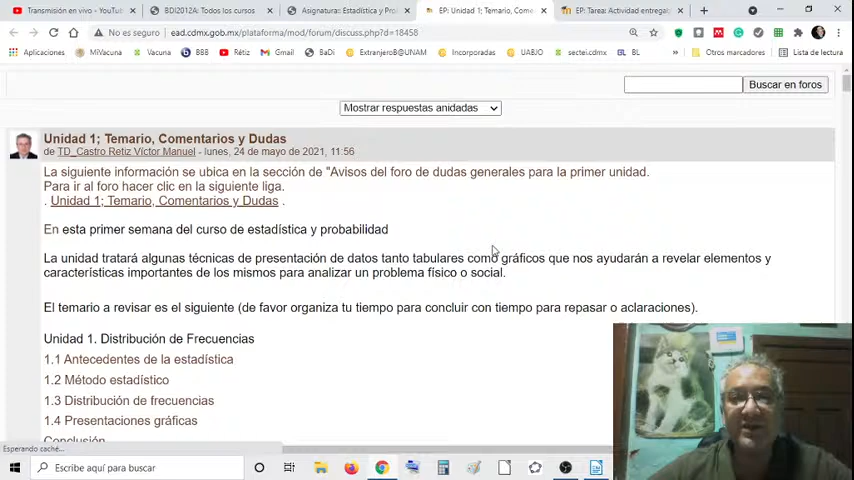 Transmisión en vivo - YouTu
BDI2012A: Todos los cursos
Asignatura: Estadística y Pro
EP: Unidad 1; Temario, Come
EP: Tarea: Actividad entregal
No es seguro
ead.cdmx.gob.mx/plataforma/mod/forum/discuss.php?d=18458
Aplicaciones
MiVacuna
Válvulo
BBB
Rétiz
Gmail
BaDi
ExtranjeroB@UNAM
Incorporadas
UABJO
sectei.cdmx
BL
Otros marcadores
Lista de lectura
Buscar en foros
Mostrar respuestas anidadas
Unidad 1; Temario, Comentarios y Dudas
de TD_Castro Retiz Víctor Manuel - lunes, 24 de mayo de 2021, 11:56
La siguiente información se ubica en la sección de "Avisos del foro de dudas generales para la primer unidad.
Para ir al foro hacer clic en la siguiente liga.
. Unidad 1; Temario, Comentarios y Dudas .
En esta primer semana del curso de estadística y probabilidad
La unidad tratará algunas técnicas de presentación de datos tanto tabulares como gráficos que nos ayudarán a revelar elementos y
características importantes de los mismos para analizar un problema físico o social.
El temario a revisar es el siguiente (de favor organiza tu tiempo para concluir con tiempo para repasar o aclaraciones).
Unidad 1. Distribución de Frecuencias
1.1 Antecedentes de la estadística
1.2 Método estadístico
1.3 Distribución de frecuencias
1.4 Presentaciones gráficas
Conclusión
Esperando caché...
Escribe aquí para buscar